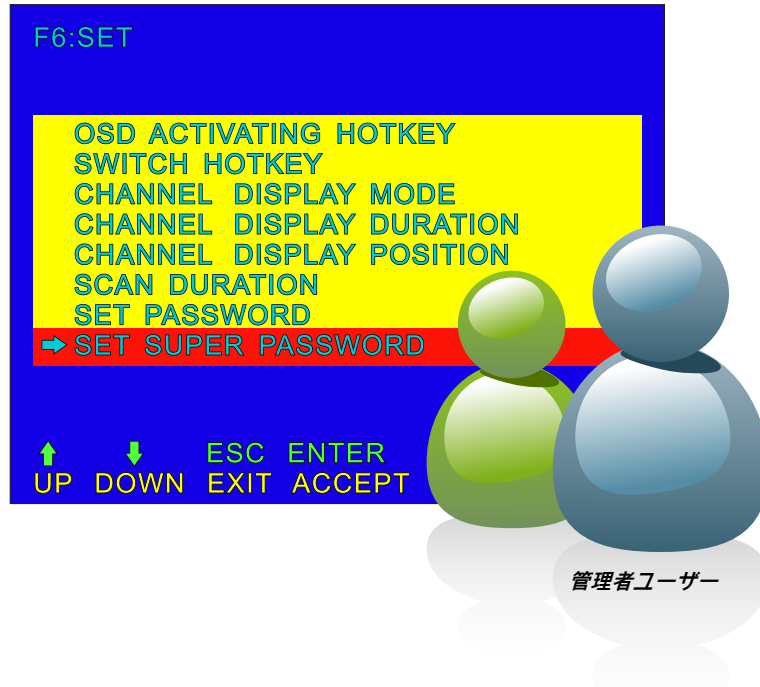 F6:SET
OSD ACTIVATING HOTKEY
SWITCH HOTKEY
CHANNEL DISPLAY MODE
CHANNEL DISPLAY DURATION
CHANNEL DISPLAY POSITION
SCAN DURATION
SET PASSWORD
SET SUPER PASSWORD
ESC ENTER
UP DOWN EXIT ACCEPT
管理者ユーザー